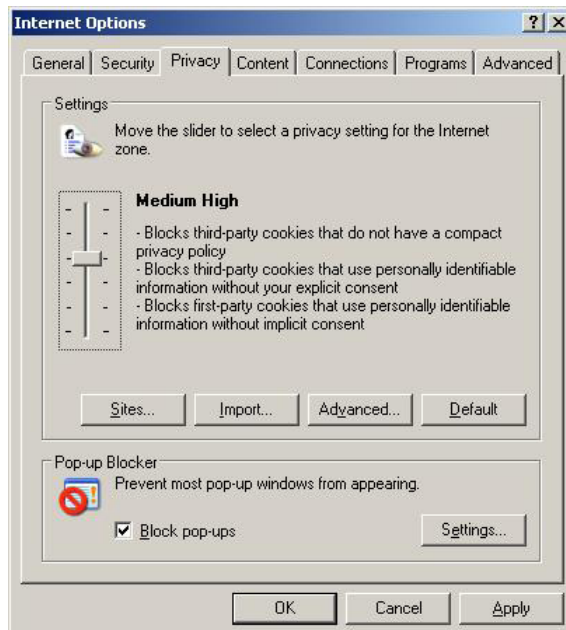 Internet Options
General Security Privacy Content Connections Programs Advanced
Settings
Move the slider to select a privacy setting for the Internet
zone.
Medium High
- Blocks third-party cookies that do not have a compact
privacy policy
- Blocks third-party cookies that use personally identifiable
information without your explicit consent
- Blocks first-party cookies that use personally identifiable
information without implicit consent
Sites... Import... Advanced... Default
Pop-up Blocker
Prevent most pop-up windows from appearing.
Block pop-ups Settings...
OK Cancel Apply